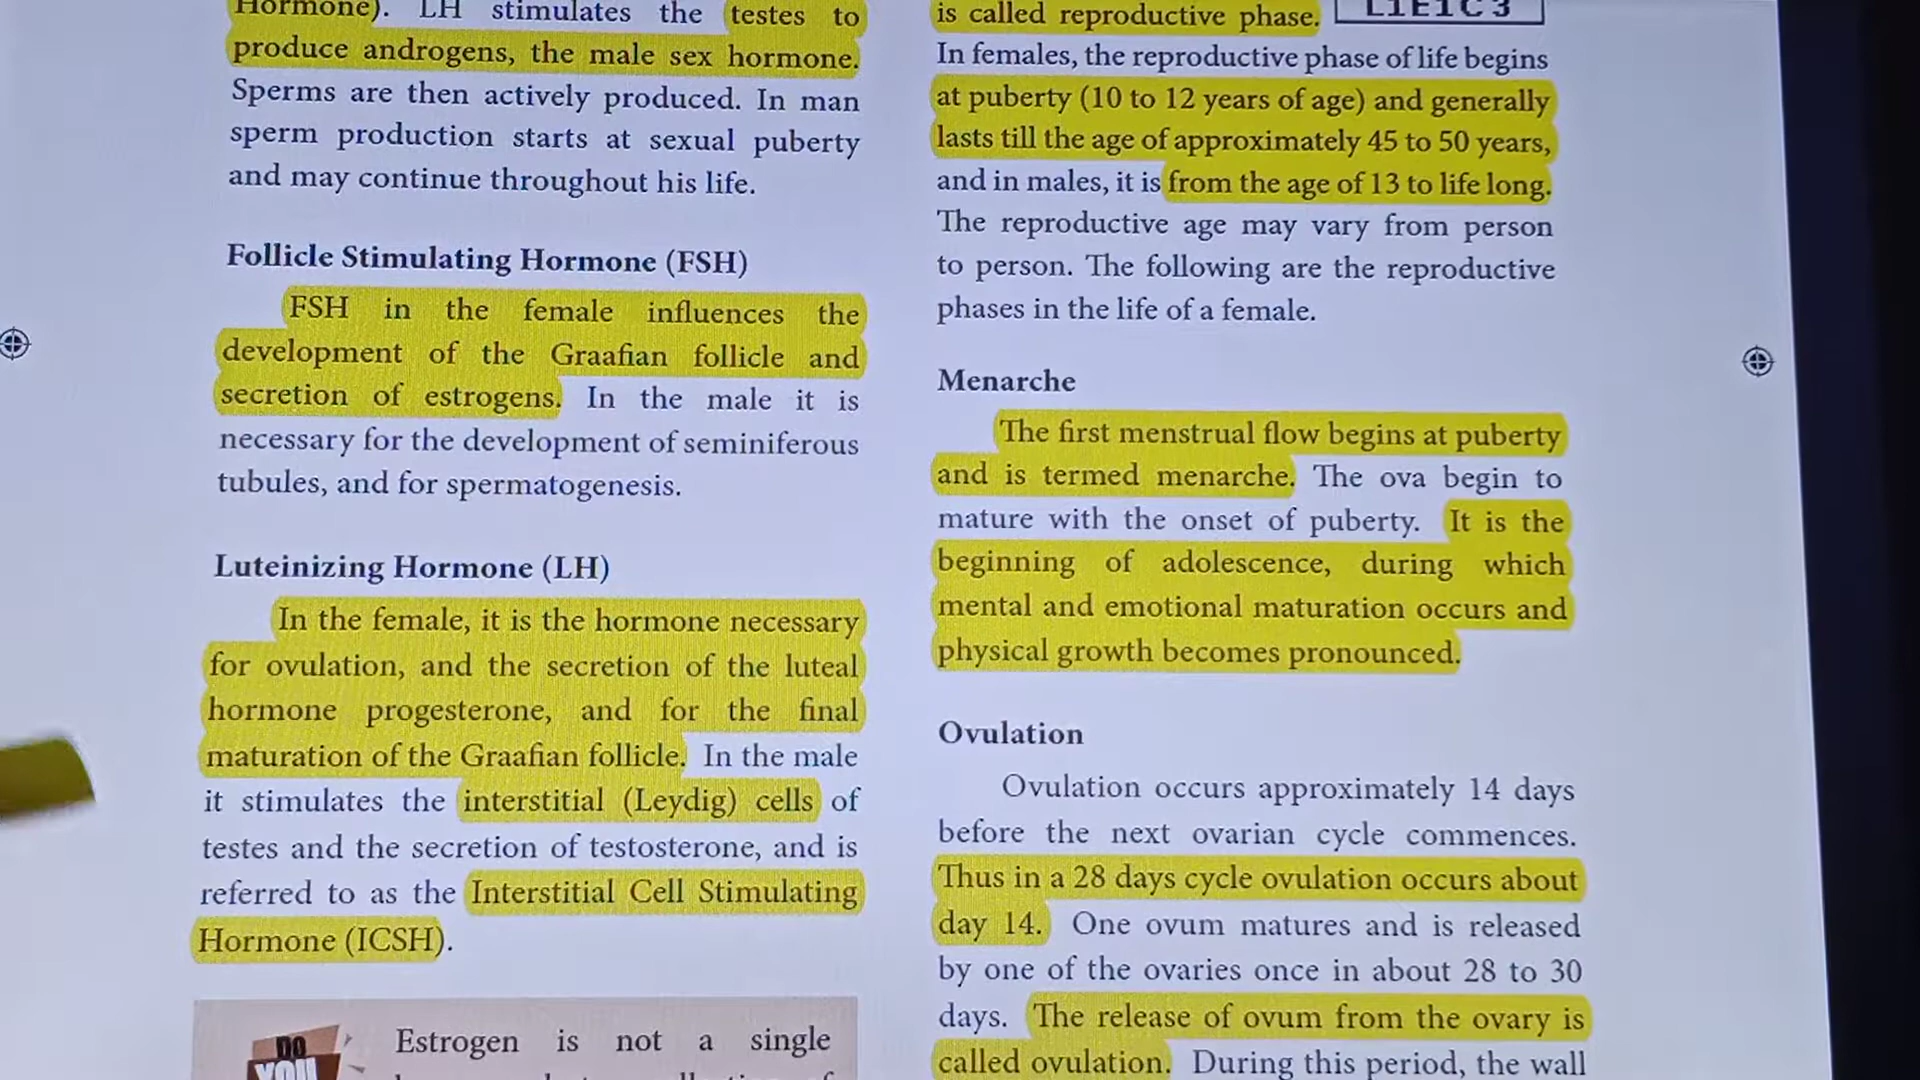 Hormone). LH stimulates the testes to
produce androgens, the male sex hormone.
Sperms are then actively produced. In man
sperm production starts at sexual puberty
and may continue throughout his life.
Follicle Stimulating Hormone (FSH)
FSH in the female influences the
development of the Graafian follicle and
secretion of estrogens. In the male it is
necessary for the development of seminiferous
tubules, and for spermatogenesis.
Luteinizing Hormone (LH)
In the female, it is the hormone necessary
for ovulation, and the secretion of the luteal
hormone progesterone, and for the final
maturation of the Graafian follicle. In the male
it stimulates the interstitial (Leydig) cells of
testes and the secretion of testosterone, and is
referred to as the Interstitial Cell Stimulating
Hormone (ICSH).
DO
YOU
Estrogen is not a single
is called reproductive phase.
L1E1C3
In females, the reproductive phase of life begins
at puberty (10 to 12 years of age) and generally
lasts till the age of approximately 45 to 50 years,
and in males, it is from the age of 13 to life long.
The reproductive age may vary from person
to person. The following are the reproductive
phases in the life of a female.
Menarche
The first menstrual flow begins at puberty
and is termed menarche. The ova begin to
mature with the onset of puberty. It is the
beginning of adolescence, during which
mental and emotional maturation occurs and
physical growth becomes pronounced.
Ovulation
Ovulation occurs approximately 14 days
before the next ovarian cycle commences.
Thus in a 28 days cycle ovulation occurs about
day 14. One ovum matures and is released
by one of the ovaries once in about 28 to 30
days. The release of ovum from the ovary is
called ovulation. During this period, the wall